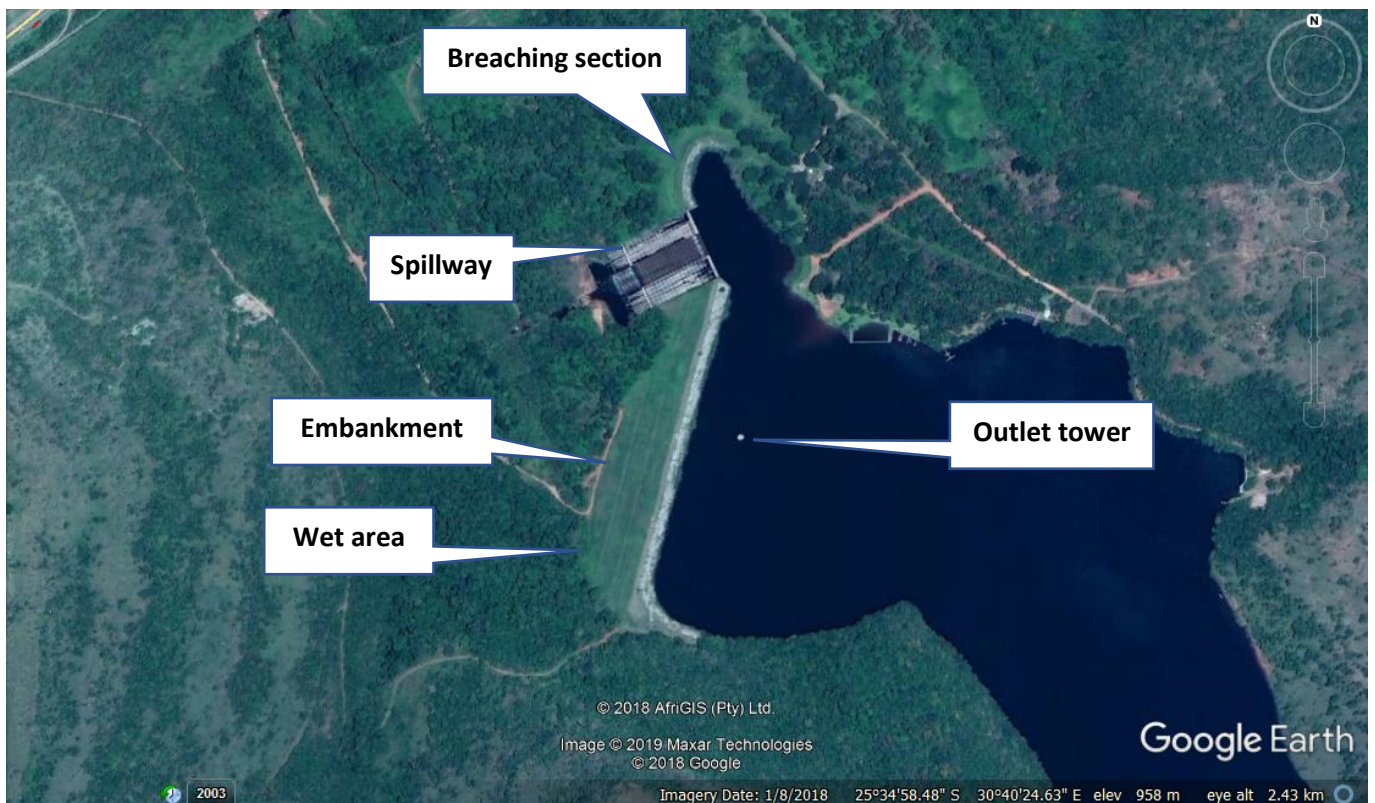 N
Breaching section
Spillway
Embankment
Outlet tower
Wet area
© 2018 AfriGIS (Pty) Ltd.
Image © 2019 Maxar Technologies
© 2018 Google
Google Earth
2003
Imagery Date: 1/8/2018 25°34'58.48" S 30°40'24.63" E elev 958 m eye alt 2.43 km